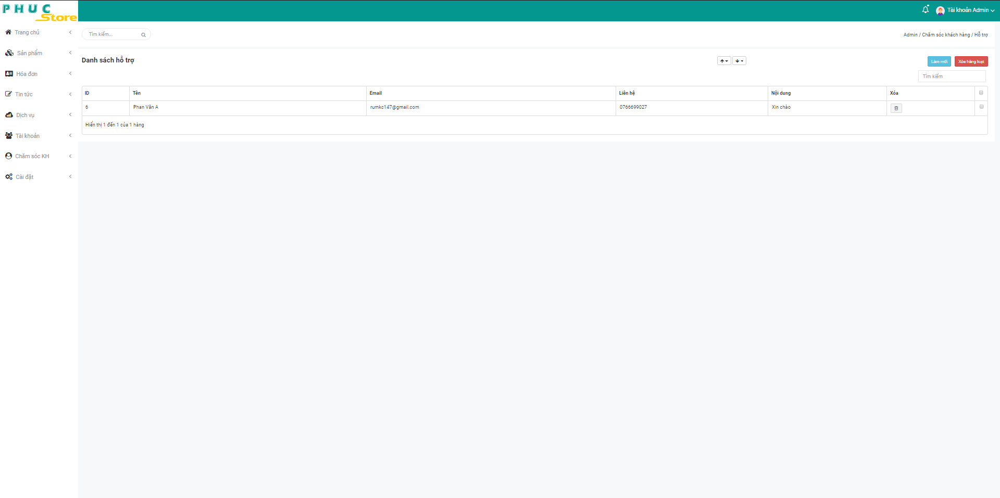 PHUC
Store
Tài khoản Admin
Trang chủ
Sản phẩm
Hóa đơn
Tin tức
Dịch vụ
Tài khoản
Chăm sóc KH
Cài đặt
Tìm kiếm...
Admin / Chăm sóc khách hàng / Hỗ trợ
Danh sách hỗ trợ
Làm mới Xóa hàng loạt
Tìm kiếm
ID Tên Email Liên hệ Nội dung Xóa
6 Phan Văn A rumkc147@gmail.com 0766699027 Xin chào
Hiển thị 1 đến 1 của 1 hàng